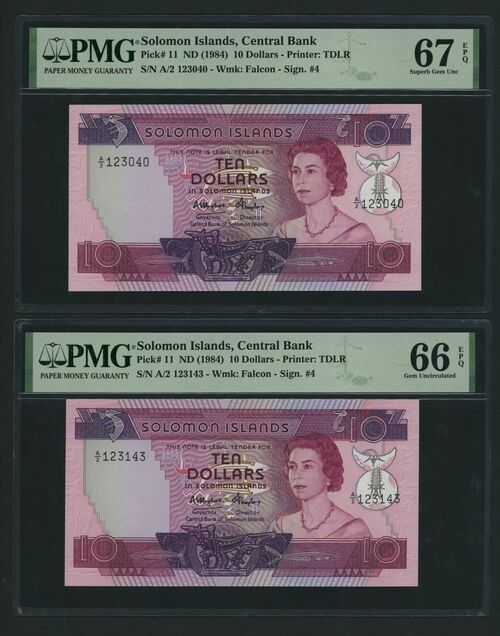 PMG
PAPER MONEY GUARANTY
Solomon Islands, Central Bank
Pick# 11 ND (1984) 10 Dollars - Printer: TDLR
S/N A/2 123040 - Wmk: Falcon - Sign. #4
67 EPQ
Superb Gem Unc
SOLOMON ISLANDS
10
THIS NOTE IS LEGAL TENDER FOR
A/2 123040
TEN
DOLLARS
IN SOLOMON ISLANDS
A/2 123040
Governor Director
Central Bank of Solomon Islands
10 10
PMG
PAPER MONEY GUARANTY
Solomon Islands, Central Bank
Pick# 11 ND (1984) 10 Dollars - Printer: TDLR
S/N A/2 123143 - Wmk: Falcon - Sign. #4
66 EPQ
Gem Uncirculated
SOLOMON ISLANDS
10
THIS NOTE IS LEGAL TENDER FOR
A/2 123143
TEN
DOLLARS
IN SOLOMON ISLANDS
A/2 123143
Governor Director
Central Bank of Solomon Islands
10 10